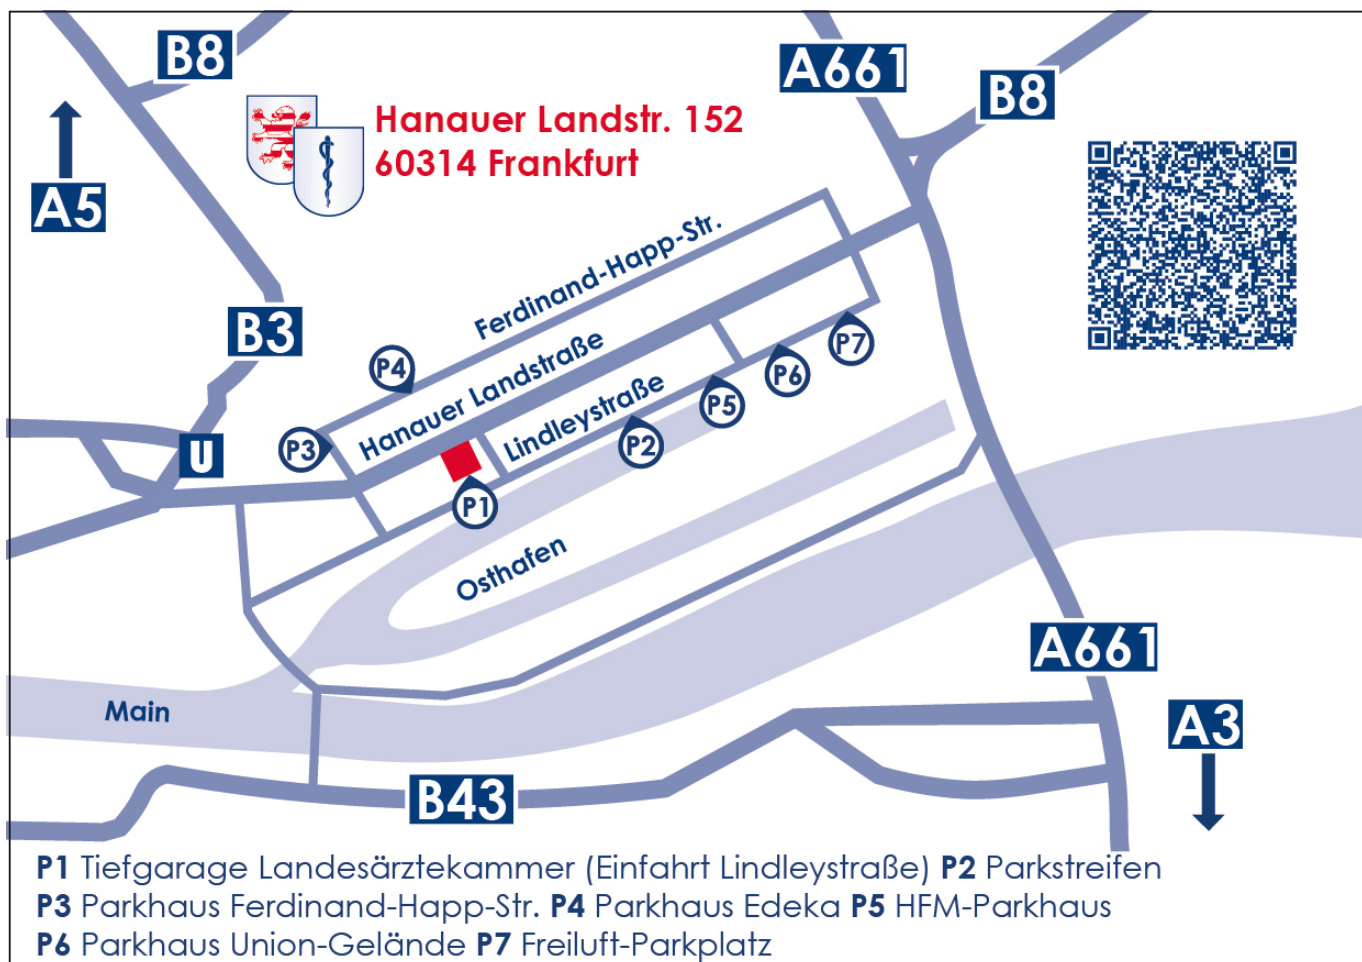 B8
A661
B8
Hanauer Landstr. 152
60314 Frankfurt
A5
Ferdinand-Happ-Str.
B3
P4
Hanauer Landstraße
P7
P6
P5
Lindleystraße
P3
P2
U
P1
Osthafen
A661
Main
A3
B43
P1 Tiefgarage Landesärztekammer (Einfahrt Lindleystraße) P2 Parkstreifen
P3 Parkhaus Ferdinand-Happ-Str. P4 Parkhaus Edeka P5 HFM-Parkhaus
P6 Parkhaus Union-Gelände P7 Freiluft-Parkplatz